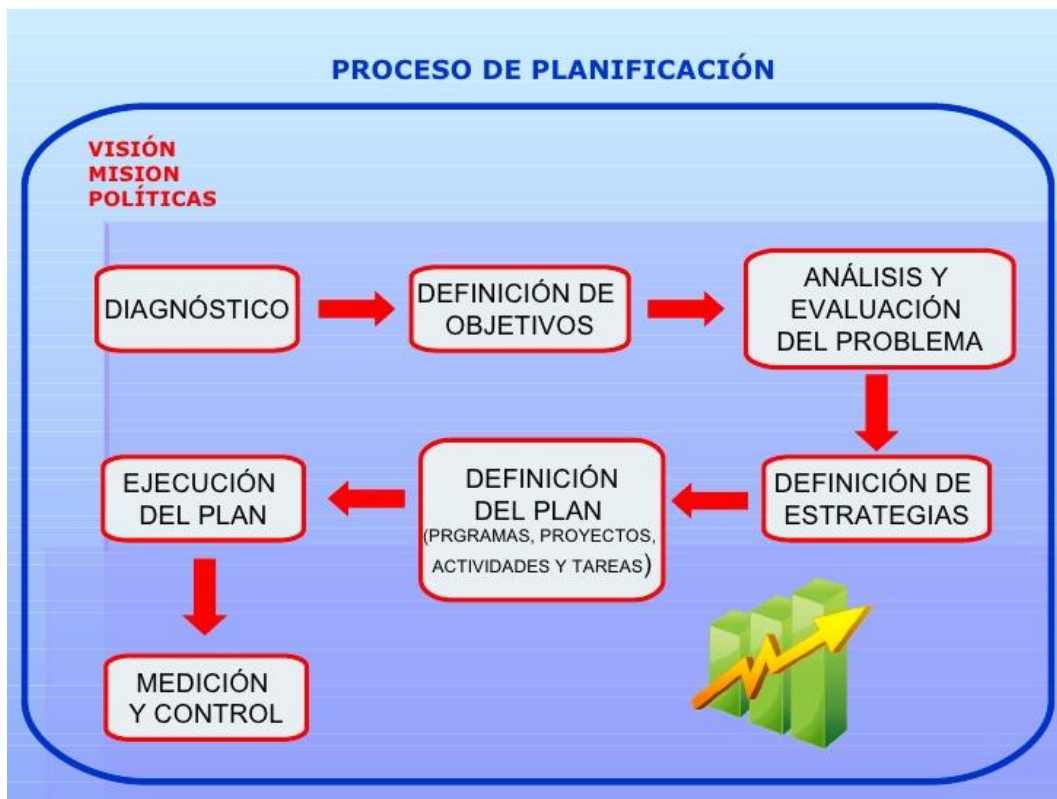 PROCESO DE PLANIFICACIÓN
VISIÓN
MISION
POLÍTICAS
DIAGNÓSTICO
DEFINICIÓN DE
OBJETIVOS
ANÁLISIS Y
EVALUACIÓN
DEL PROBLEMA
DEFINICIÓN DE
ESTRATEGIAS
DEFINICIÓN
DEL PLAN
(PRGRAMAS, PROYECTOS,
ACTIVIDADES Y TAREAS)
EJECUCIÓN
DEL PLAN
MEDICIÓN
Y CONTROL